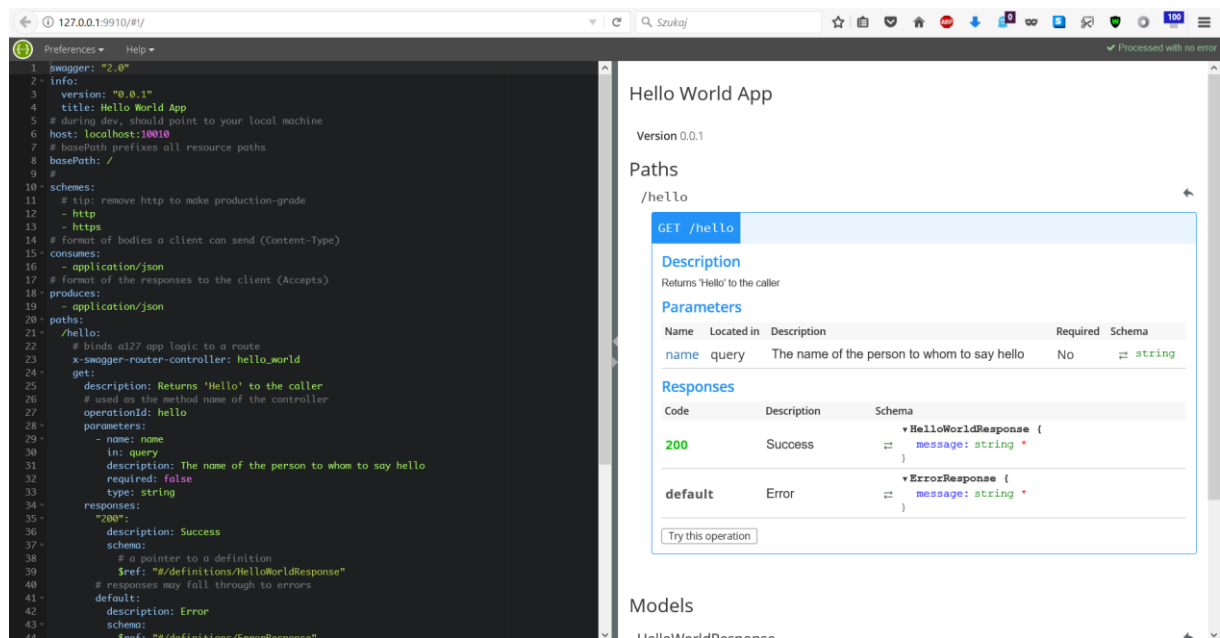 127.0.0.1:9910/#!/
Szukaj
ABP
0
S
W
100
Preferences
Help
Processed with no error
1 swagger: "2.0"
2 info:
3 version: "0.0.1"
4 title: Hello World App
5 # during dev, should point to your local machine
6 host: localhost:10010
7 # basePath prefixes all resource paths
8 basePath: /
9 #
10 schemes:
11 # tip: remove http to make production-grade
12 - http
13 - https
14 # format of bodies a client can send (Content-Type)
15 consumes:
16 - application/json
17 # format of the responses to the client (Accepts)
18 produces:
19 - application/json
20 paths:
21 /hello:
22 # binds a127 app logic to a route
23 x-swagger-router-controller: hello_world
24 get:
25 description: Returns 'Hello' to the caller
26 # used as the method name of the controller
27 operationId: hello
28 parameters:
29 - name: name
30 in: query
31 description: The name of the person to whom to say hello
32 required: false
33 type: string
34 responses:
35 "200":
36 description: Success
37 schema:
38 # a pointer to a definition
39 $ref: "#/definitions/HelloWorldResponse"
40 # responses may fall through to errors
41 default:
42 description: Error
43 schema:
44 $ref: "#/definitions/ErrorResponse"
Hello World App
Version 0.0.1
Paths
/hello
GET /hello
Description
Returns 'Hello' to the caller
Parameters
Name Located in Description Required Schema
name query The name of the person to whom to say hello No ⇄ string
Responses
Code Description Schema
200 Success ⇄ ▾HelloWorldResponse {
message: string *
}
default Error ⇄ ▾ErrorResponse {
message: string *
}
Try this operation
Models
HelloWorldResponse